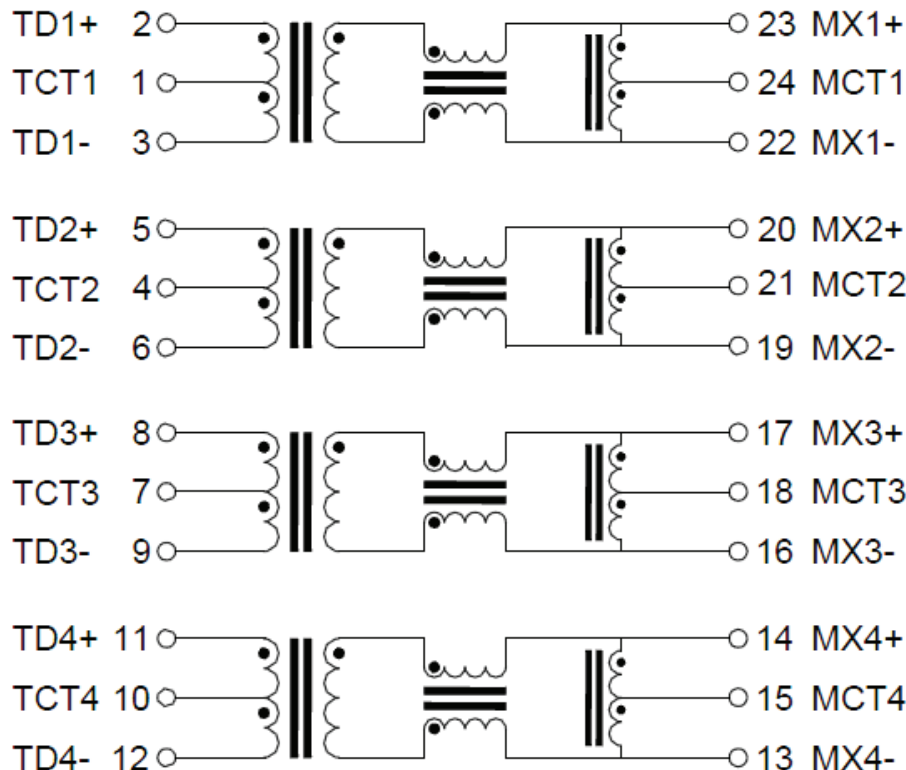 TD1+ 2 23 MX1+
TCT1 1 24 MCT1
TD1- 3 22 MX1-
TD2+ 5 20 MX2+
TCT2 4 21 MCT2
TD2- 6 19 MX2-
TD3+ 8 17 MX3+
TCT3 7 18 MCT3
TD3- 9 16 MX3-
TD4+ 11 14 MX4+
TCT4 10 15 MCT4
TD4- 12 13 MX4-